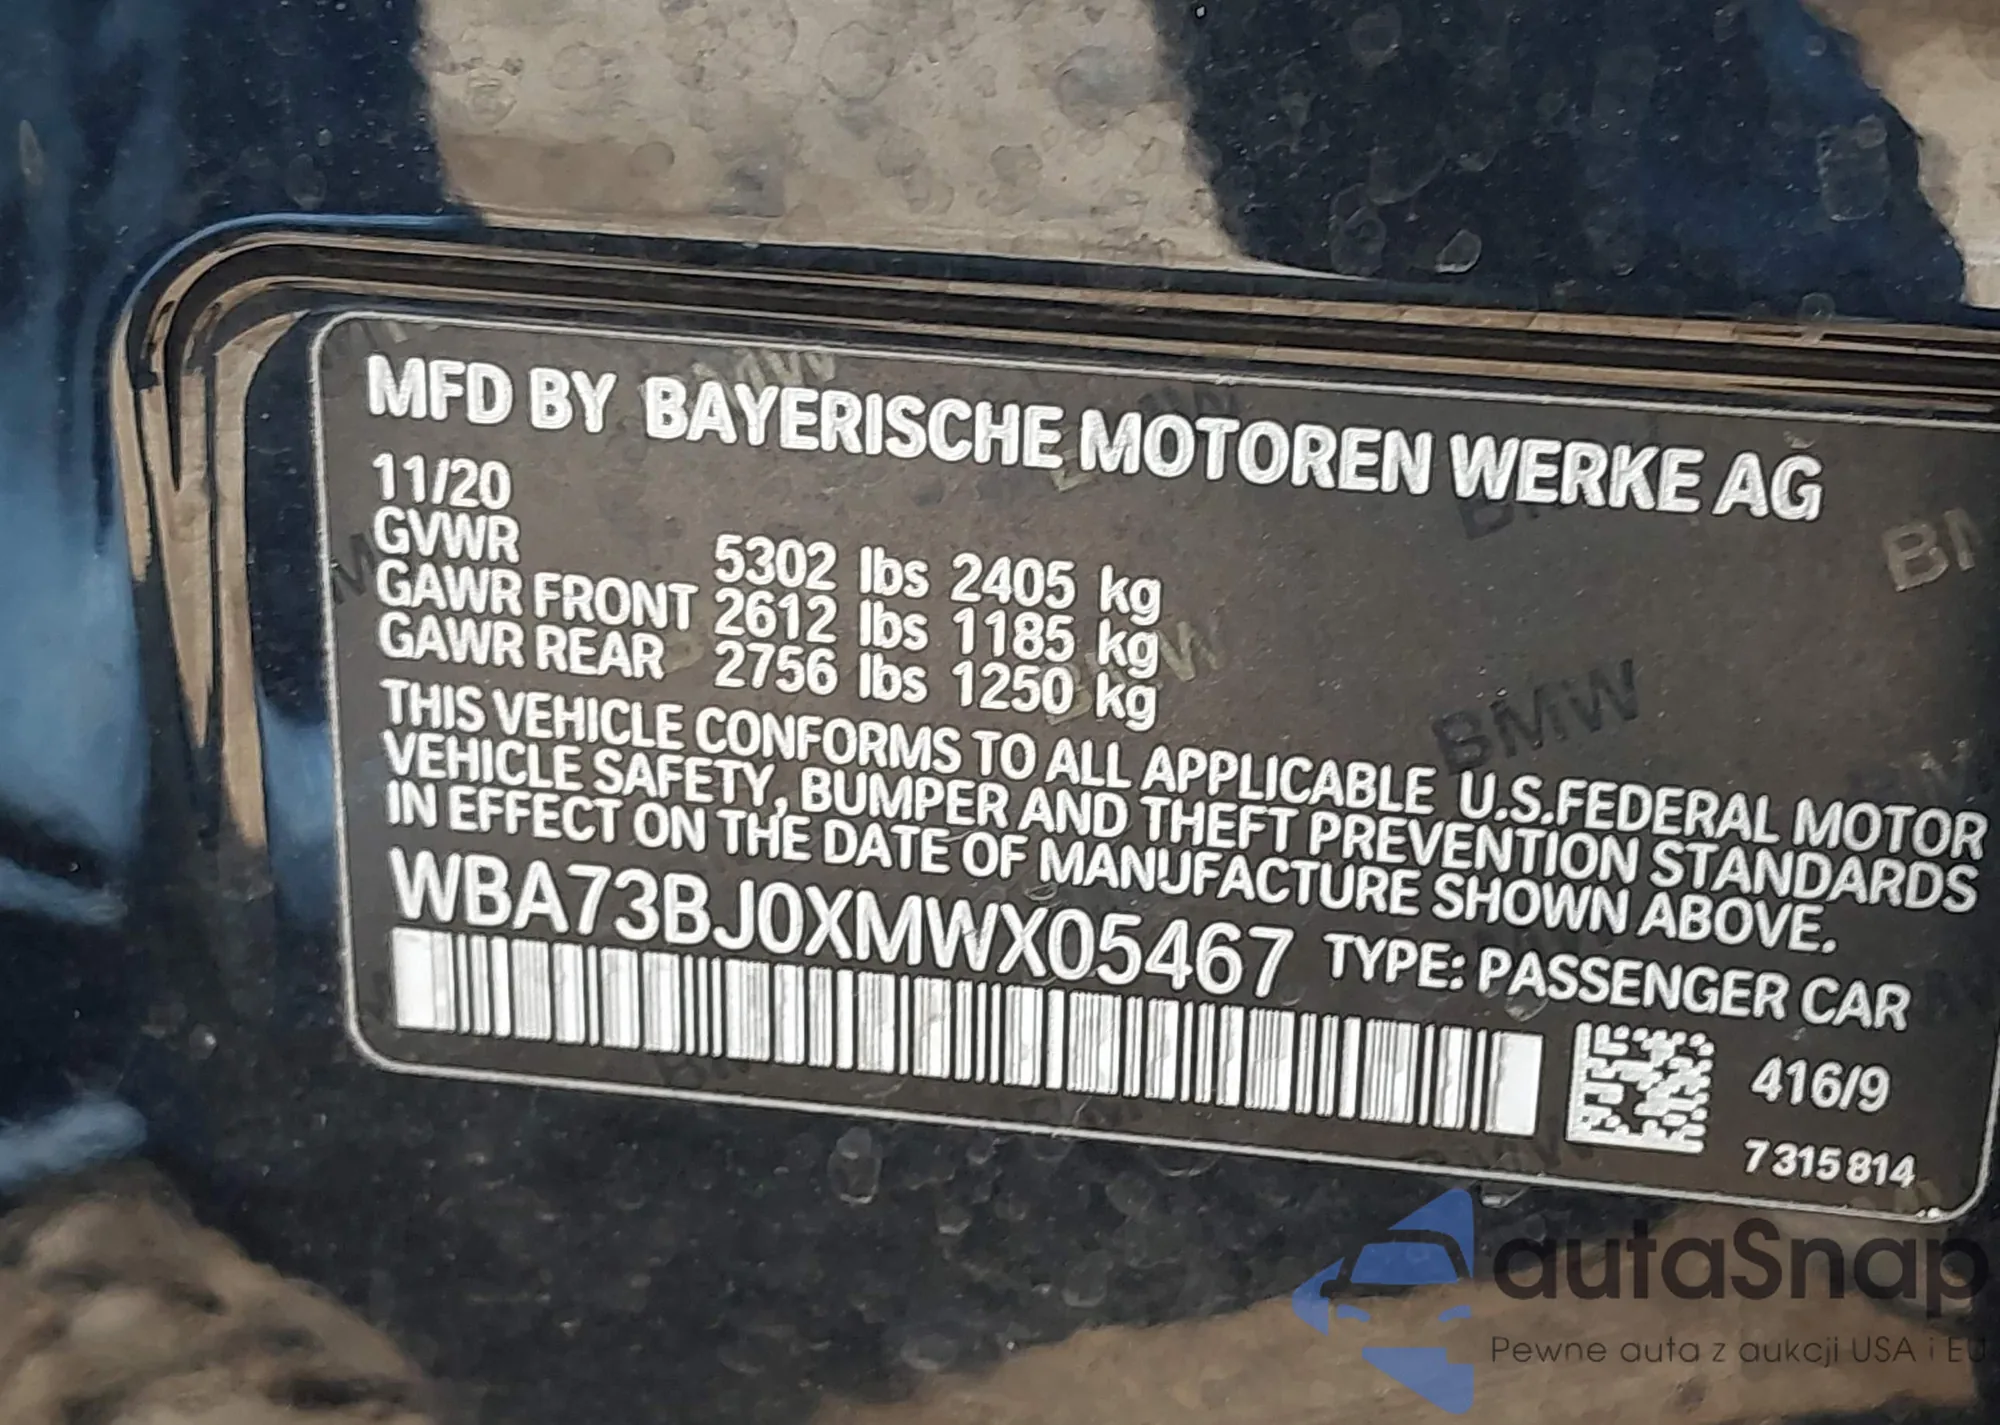 MFD BY BAYERISCHE MOTOREN WERKE AG
11/20
GVWR 5302 lbs 2405 kg
GAWR FRONT 2612 lbs 1185 kg
GAWR REAR 2756 lbs 1250 kg
THIS VEHICLE CONFORMS TO ALL APPLICABLE U.S.FEDERAL MOTOR
VEHICLE SAFETY, BUMPER AND THEFT PREVENTION STANDARDS
IN EFFECT ON THE DATE OF MANUFACTURE SHOWN ABOVE.
WBA73BJ0XMWX05467 TYPE: PASSENGER CAR
416/9
7315814
BMW
autaSnap
Pewne auta z aukcji USA i EU